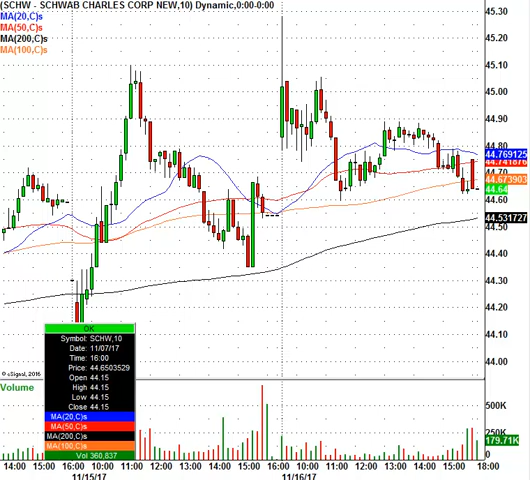 (SCHW - SCHWAB CHARLES CORP NEW,10) Dynamic,0:00-0:00
MA(20,C)s
MA(50,C)s
MA(200,C)s
MA(100,C)s
45.30
45.20
45.10
45.00
44.90
44.80
44.769125
44.741876
44.70
44.673903
44.64
44.60
44.531727
44.50
44.40
44.30
44.20
44.10
44.00
© eSignal, 2016
OK
Symbol: SCHW,10
Date: 11/07/17
Time: 16:00
Price: 44.6503529
Open 44.15
High 44.15
Low 44.15
Close 44.15
MA(20,C)s
MA(50,C)s
MA(200,C)s
MA(100,C)s
Vol 360,837
Volume
500K
250K
179.71K
0
14:00 15:00 16:00 10:00 11:00 12:00 13:00 14:00 15:00 16:00 10:00 11:00 12:00 13:00 14:00 15:00 18:00
11/15/17 11/16/17